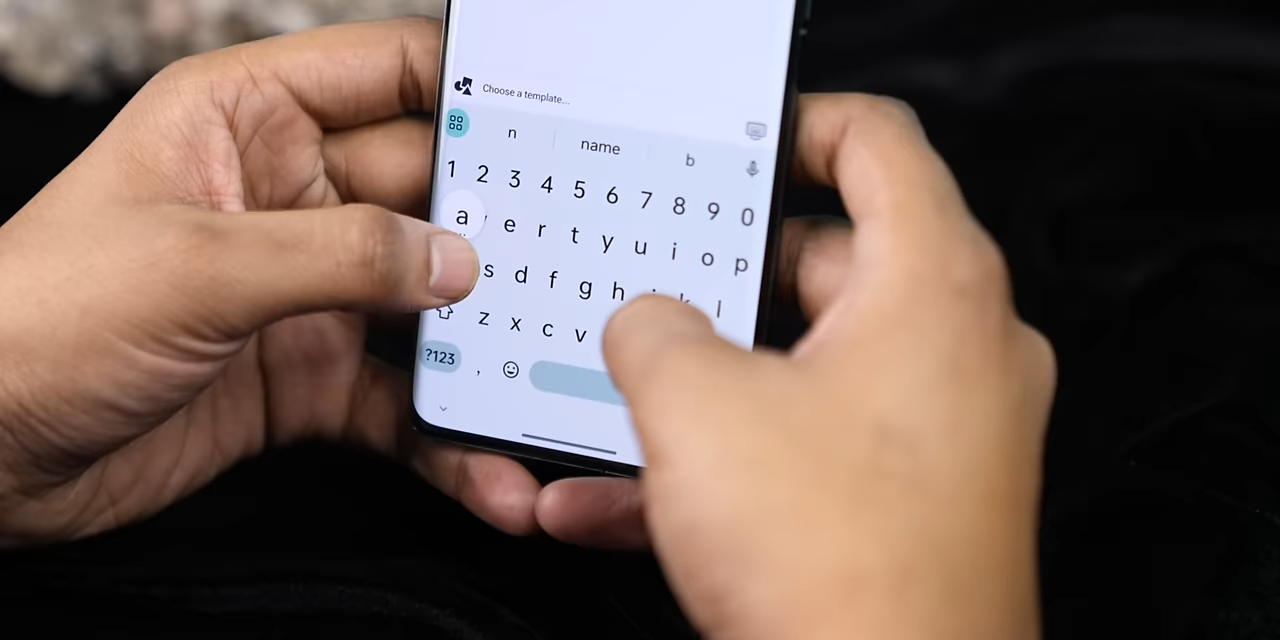 Choose a template...
n name b
1 2 3 4 5 6 7 8 9 0
a e r t y u i o p
s d f g h l
z x c v
?123 ,